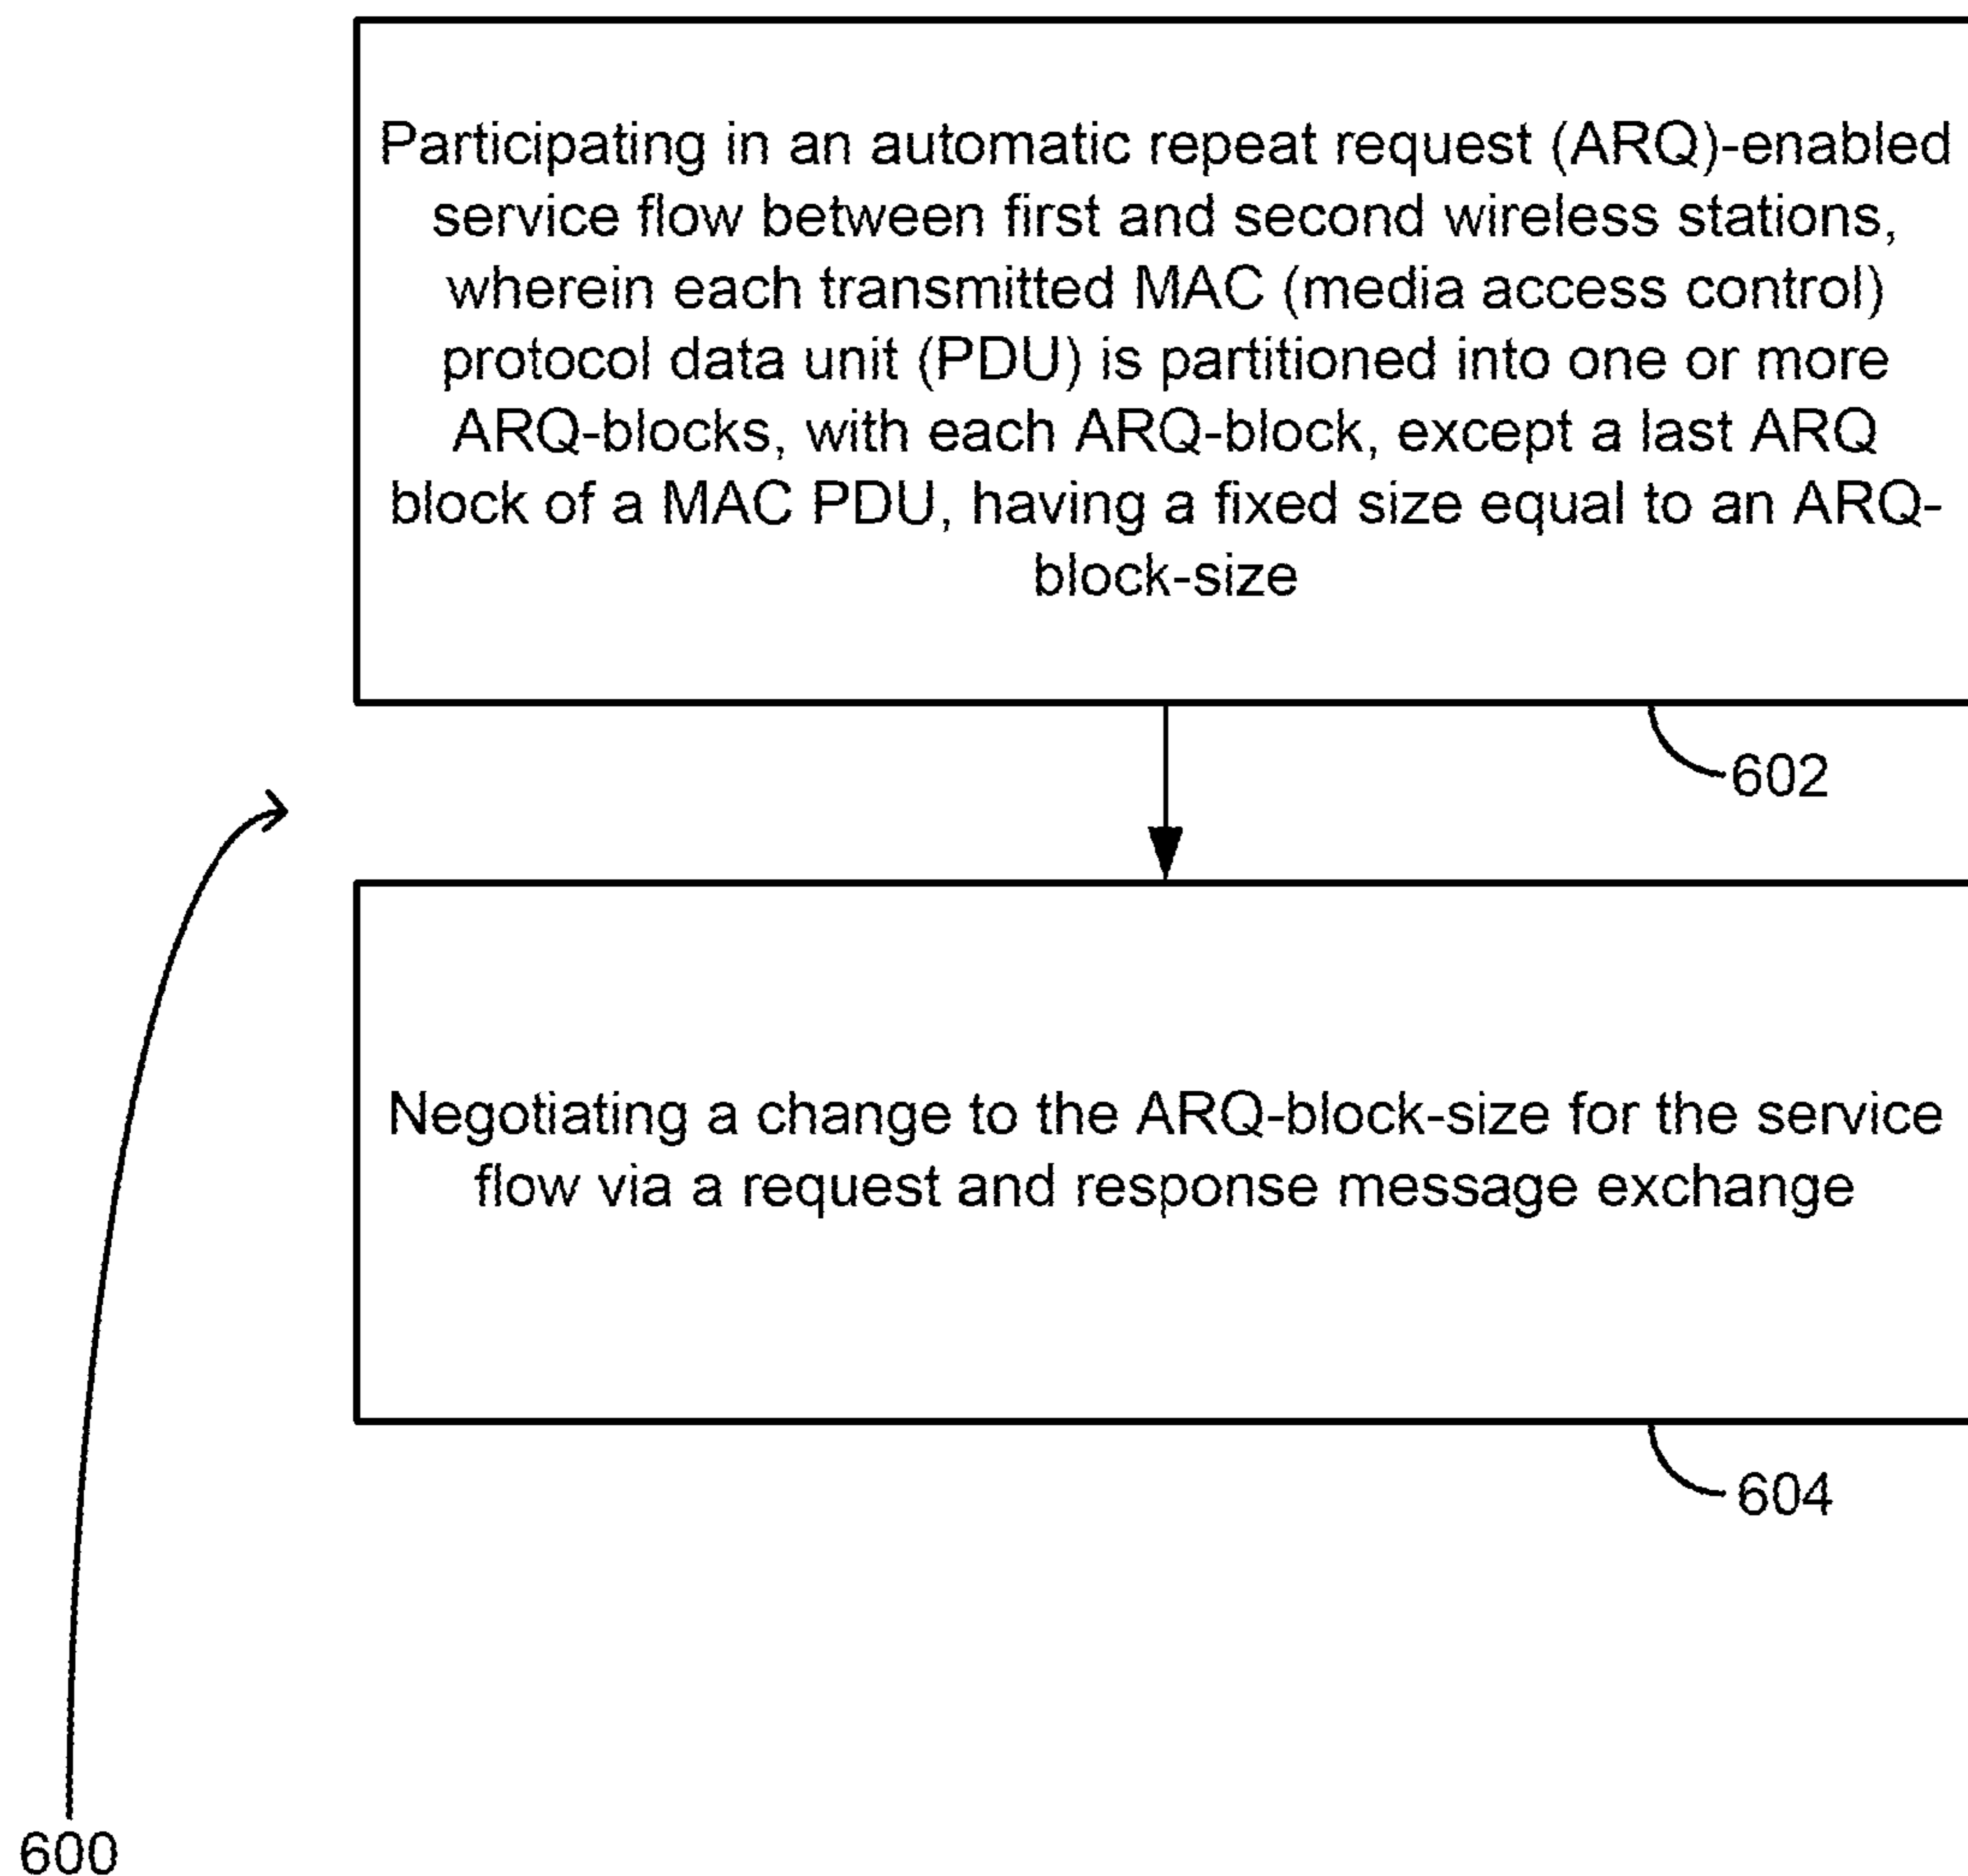 Participating in an automatic repeat request (ARQ)-enabled
service flow between first and second wireless stations,
wherein each transmitted MAC (media access control)
protocol data unit (PDU) is partitioned into one or more
ARQ-blocks, with each ARQ-block, except a last ARQ
block of a MAC PDU, having a fixed size equal to an ARQ-
block-size
602
Negotiating a change to the ARQ-block-size for the service
flow via a request and response message exchange
604
600